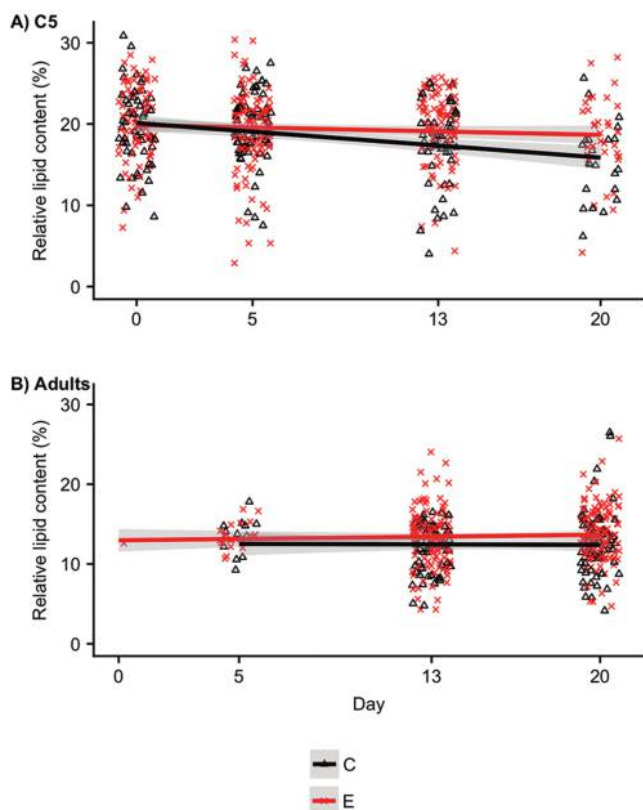 A) C5
Relative lipid content (%)
30
20
10
0
0 5 13 20
B) Adults
Relative lipid content (%)
30
20
10
0
0 5 13 20
Day
C
E